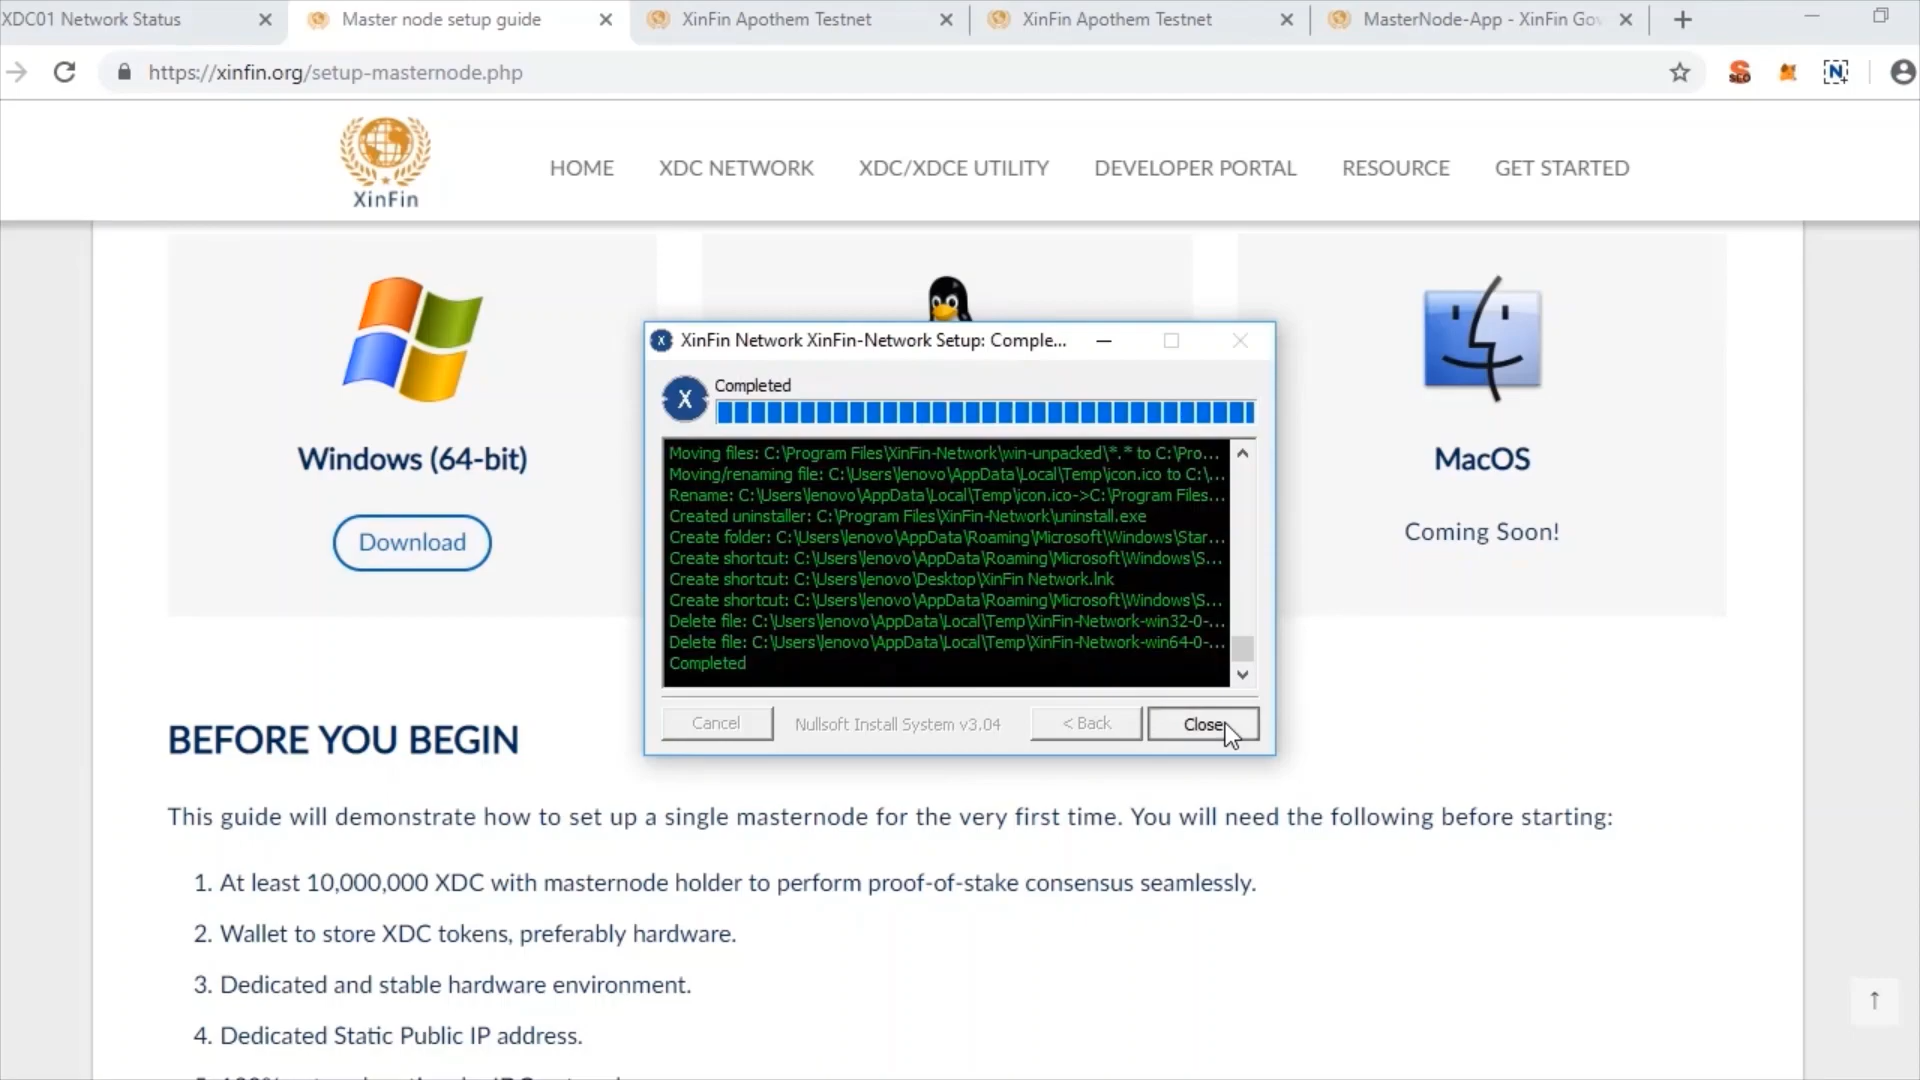 XDC01 Network Status
Master node setup guide
XinFin Apothem Testnet
XinFin Apothem Testnet
MasterNode-App - XinFin Gov
https://xinfin.org/setup-masternode.php
SEO
N
XinFin
HOME
XDC NETWORK
XDC/XDCE UTILITY
DEVELOPER PORTAL
RESOURCE
GET STARTED
Windows (64-bit)
Download
MacOS
Coming Soon!
X
XinFin Network XinFin-Network Setup: Comple...
X
Completed
Moving files: C:\Program Files\XinFin-Network\win-unpacked\*.* to C:\Pro...
Moving/renaming file: C:\Users\lenovo\AppData\Local\Temp\icon.ico to C:\...
Rename: C:\Users\lenovo\AppData\Local\Temp\icon.ico->C:\Program Files...
Created uninstaller: C:\Program Files\XinFin-Network\uninstall.exe
Create folder: C:\Users\lenovo\AppData\Roaming\Microsoft\Windows\Star...
Create shortcut: C:\Users\lenovo\AppData\Roaming\Microsoft\Windows\S...
Create shortcut: C:\Users\lenovo\Desktop\XinFin Network.lnk
Create shortcut: C:\Users\lenovo\AppData\Roaming\Microsoft\Windows\S...
Delete file: C:\Users\lenovo\AppData\Local\Temp\XinFin-Network-win32-0-...
Delete file: C:\Users\lenovo\AppData\Local\Temp\XinFin-Network-win64-0-...
Completed
Cancel
Nullsoft Install System v3.04
< Back
Close
BEFORE YOU BEGIN
This guide will demonstrate how to set up a single masternode for the very first time. You will need the following before starting:
1. At least 10,000,000 XDC with masternode holder to perform proof-of-stake consensus seamlessly.
2. Wallet to store XDC tokens, preferably hardware.
3. Dedicated and stable hardware environment.
4. Dedicated Static Public IP address.